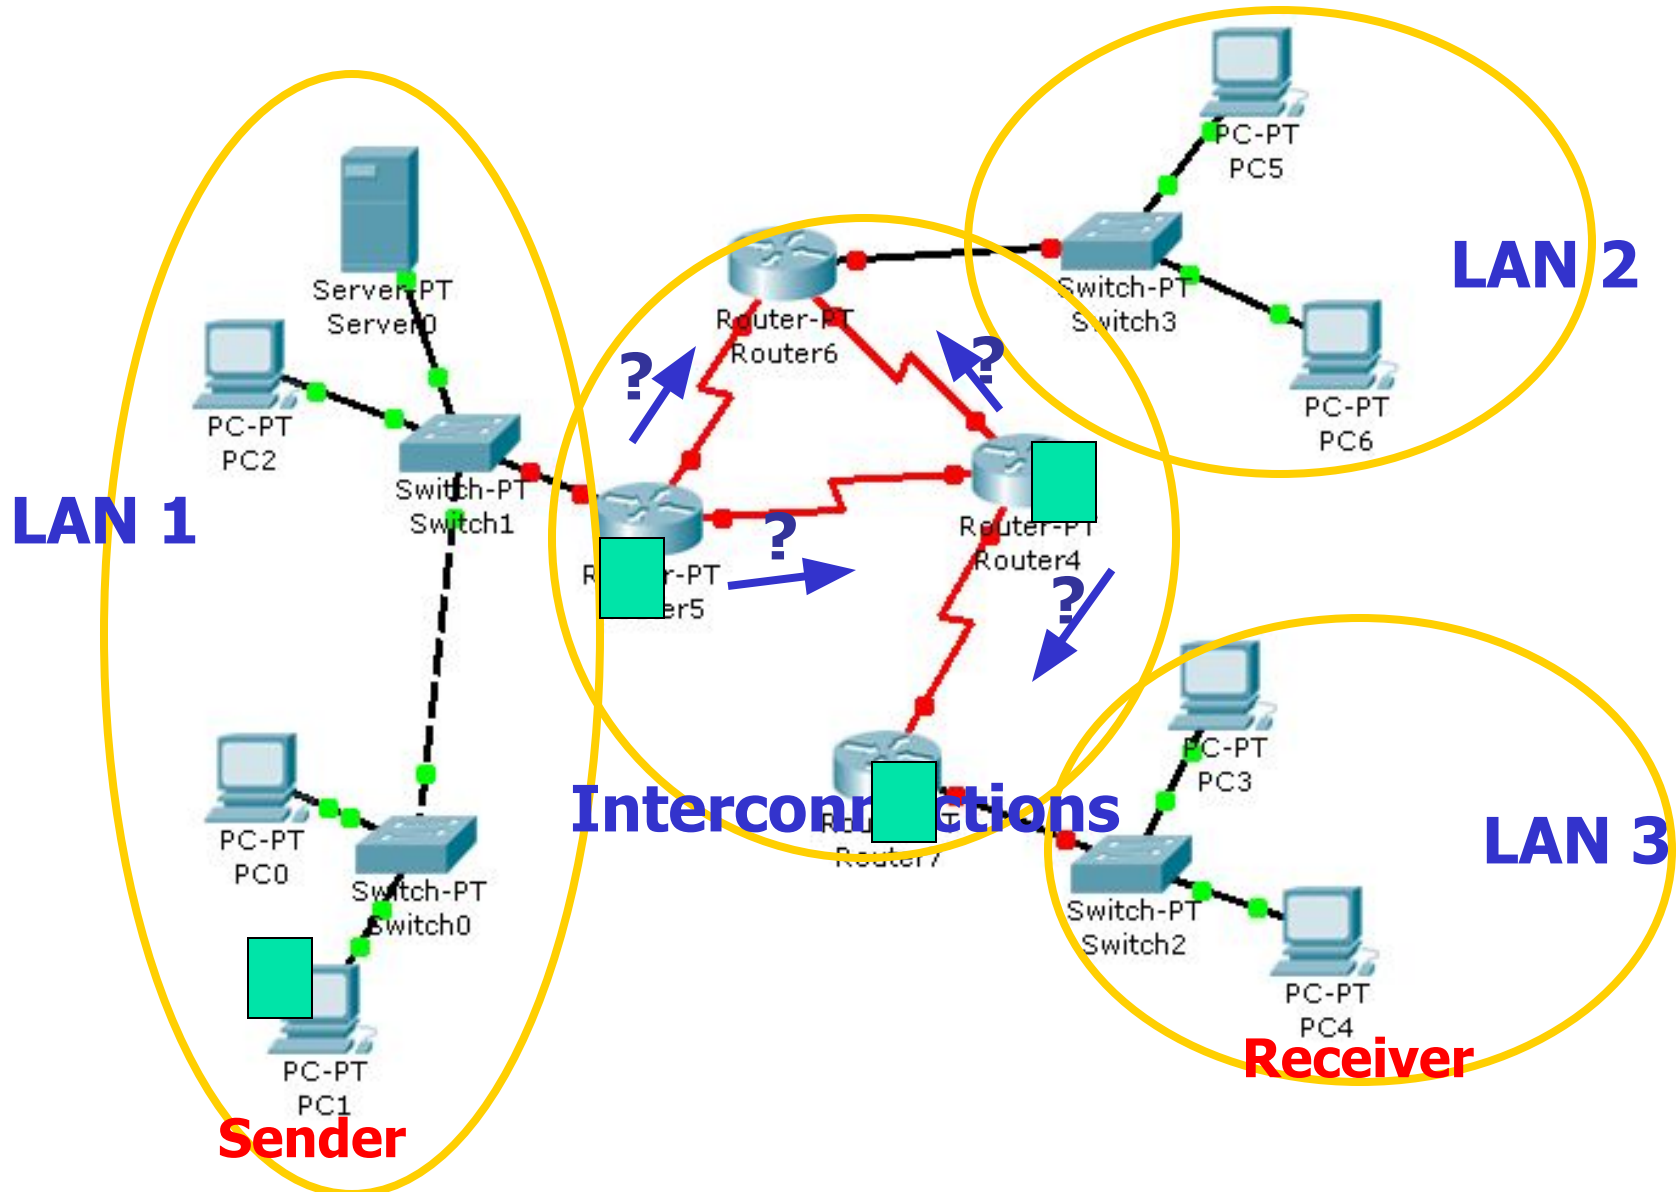 PC-PT
PC5
LAN 2
Server-PT
Server0
Switch-PT
Switch3
Router-PT
Router6
?
?
PC-PT
PC2
PC-PT
PC6
Switch-PT
Switch1
LAN 1
?
Router-PT
Router4
?
PC-PT
PC3
Interconnections
LAN 3
Router7
PC-PT
PC0
Switch-PT
Switch0
Switch-PT
Switch2
PC-PT
PC4
Receiver
PC-PT
PC1
Sender